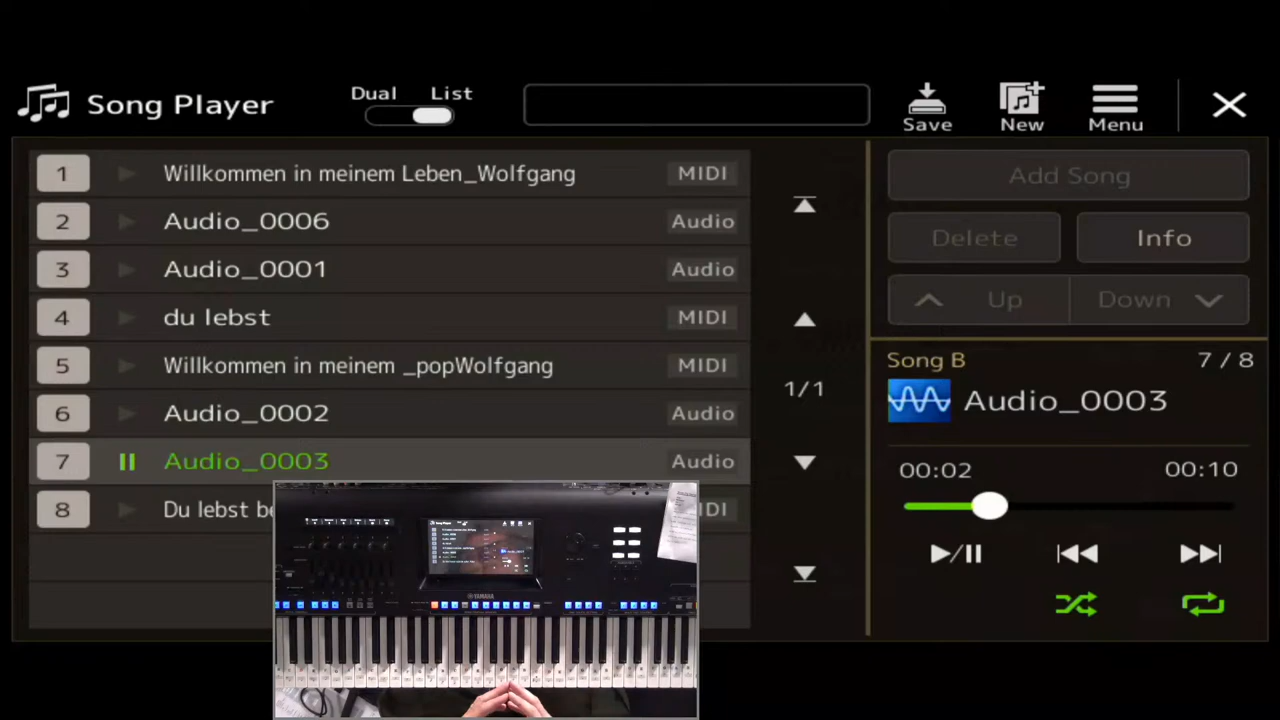 Song Player
Dual List
Save
New
Menu
1 Willkommen in meinem Leben_Wolfgang MIDI
2 Audio_0006 Audio
3 Audio_0001 Audio
4 du lebst MIDI
5 Willkommen in meinem _popWolfgang MIDI
6 Audio_0002 Audio
7 Audio_0003 Audio
8 Du lebst
1/1
Add Song
Delete Info
Up Down
Song B 7 / 8
Audio_0003
00:02 00:10
YAMAHA